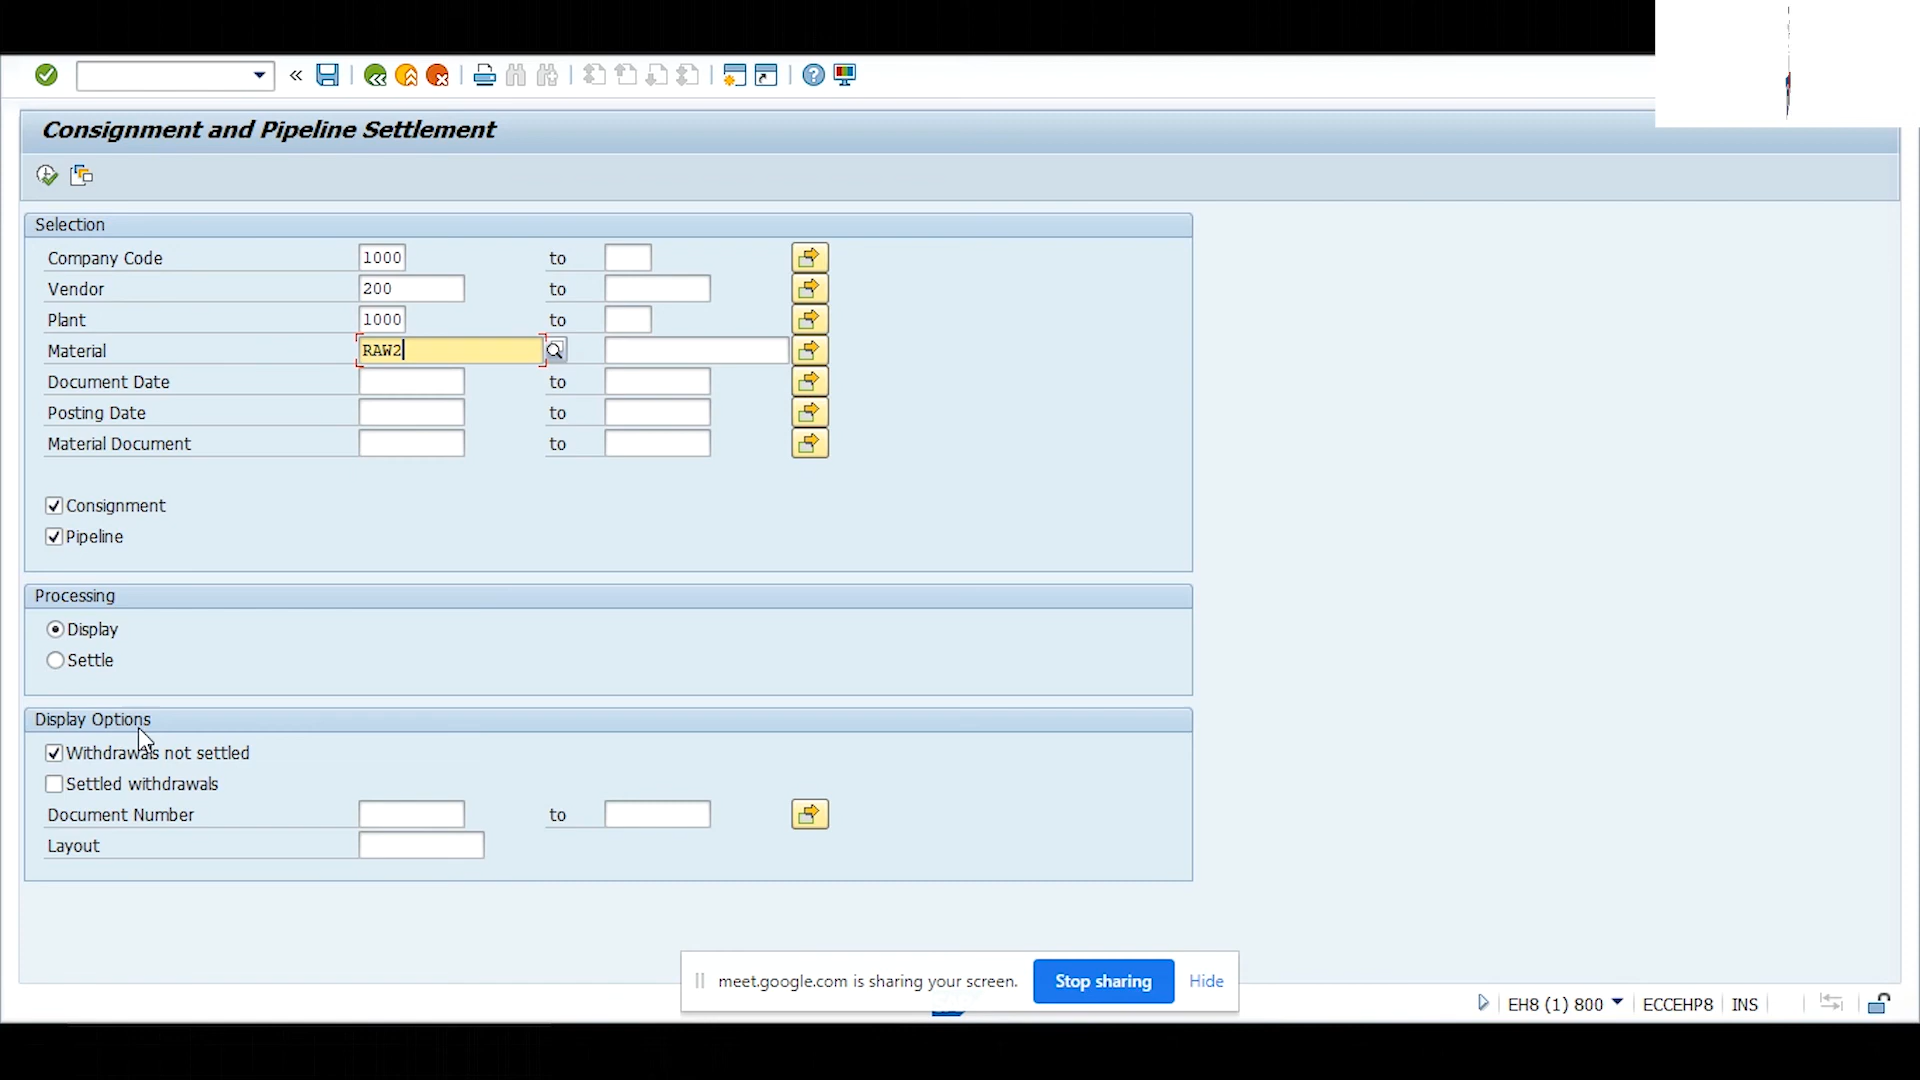 Consignment and Pipeline Settlement
Selection
Company Code 1000 to
Vendor 200 to
Plant 1000 to
Material RAW2
Document Date to
Posting Date to
Material Document to
Consignment
Pipeline
Processing
Display
Settle
Display Options
Withdrawals not settled
Settled withdrawals
Document Number to
Layout
meet.google.com is sharing your screen. Stop sharing Hide
EH8 (1) 800 ECCEHP8 INS